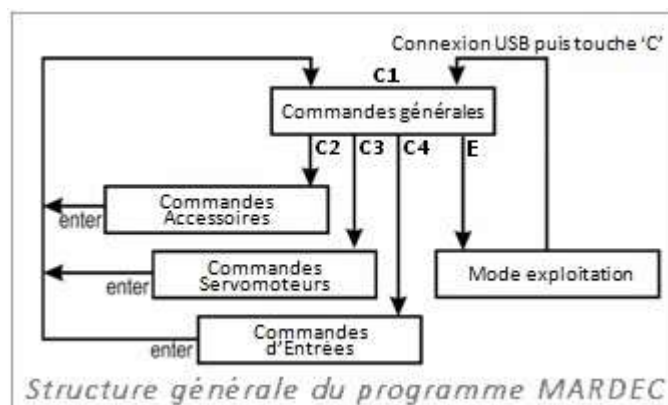 Connexion USB puis touche 'C'
C1
Commandes générales
C2 C3 C4 E
Commandes
Accessoires
enter
Commandes
Servomoteurs
enter
Mode exploitation
Commandes
d'Entrées
enter
Structure générale du programme MARDEC